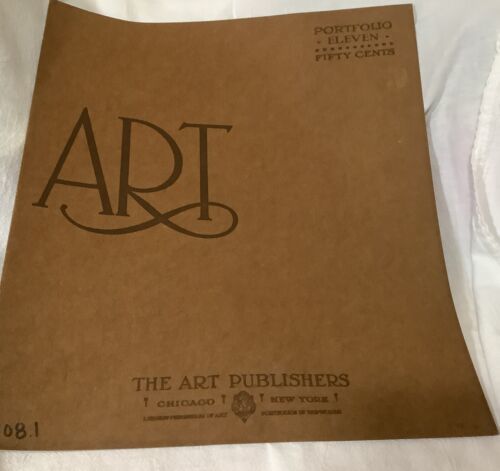 PORTFOLIO
· ELEVEN ·
FIFTY CENTS
ART
THE ART PUBLISHERS
CHICAGO NEW YORK
08.1